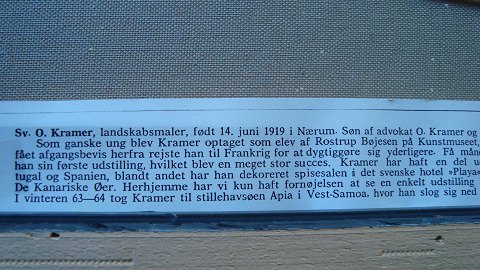 Sv. O. Kramer, landskabsmaler, født 14. juni 1919 i Nærum. Søn af advokat O. Kramer og
Som ganske ung blev Kramer optaget som elev af Rostrup Bøjesen på Kunstmuseet,
fået afgangsbevis herfra rejste han til Frankrig for at dygtiggøre sig yderligere. Få måned
han sin første udstilling, hvilket blev en meget stor succes. Kramer har haft en del ud
tugal og Spanien, blandt andet har han dekoreret spisesalen i det svenske hotel »Playa
De Kanariske Øer. Herhjemme har vi kun haft fornøjelsen at se en enkelt udstilling
I vinteren 63—64 tog Kramer til stillehavsøen Apia i Vest-Samoa, hvor han slog sig ned